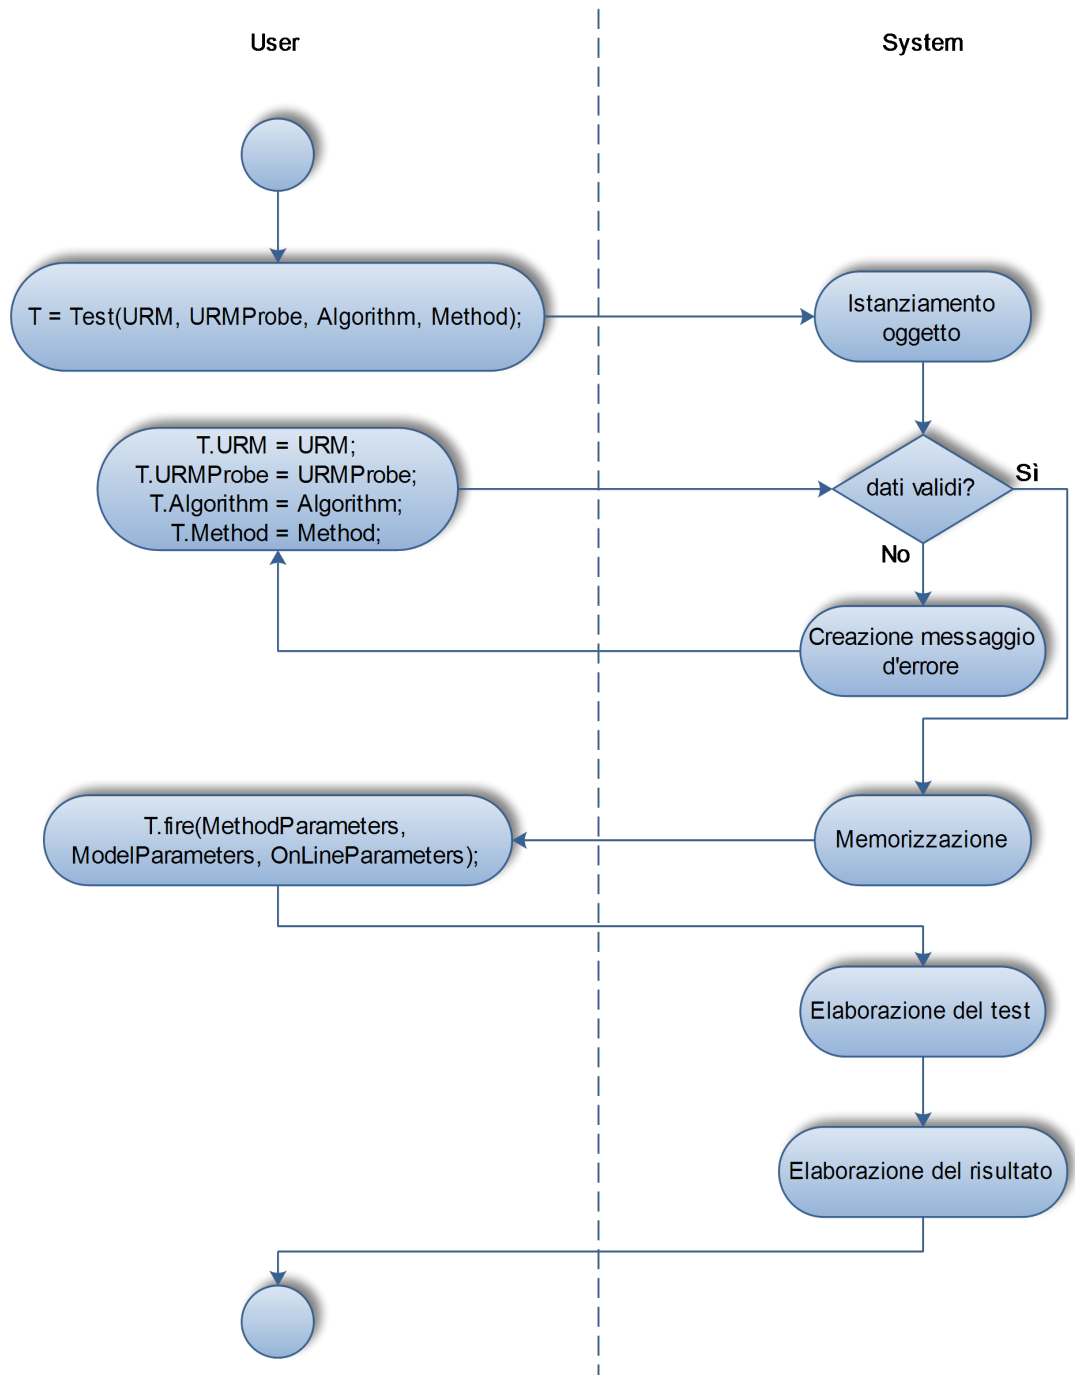 User
System
T = Test(URM, URMProbe, Algorithm, Method);
Istanziamento
oggetto
T.URM = URM;
T.URMProbe = URMProbe;
T.Algorithm = Algorithm;
T.Method = Method;
dati validi?
Sì
No
Creazione messaggio
d'errore
T.fire(MethodParameters,
ModelParameters, OnLineParameters);
Memorizzazione
Elaborazione del test
Elaborazione del risultato